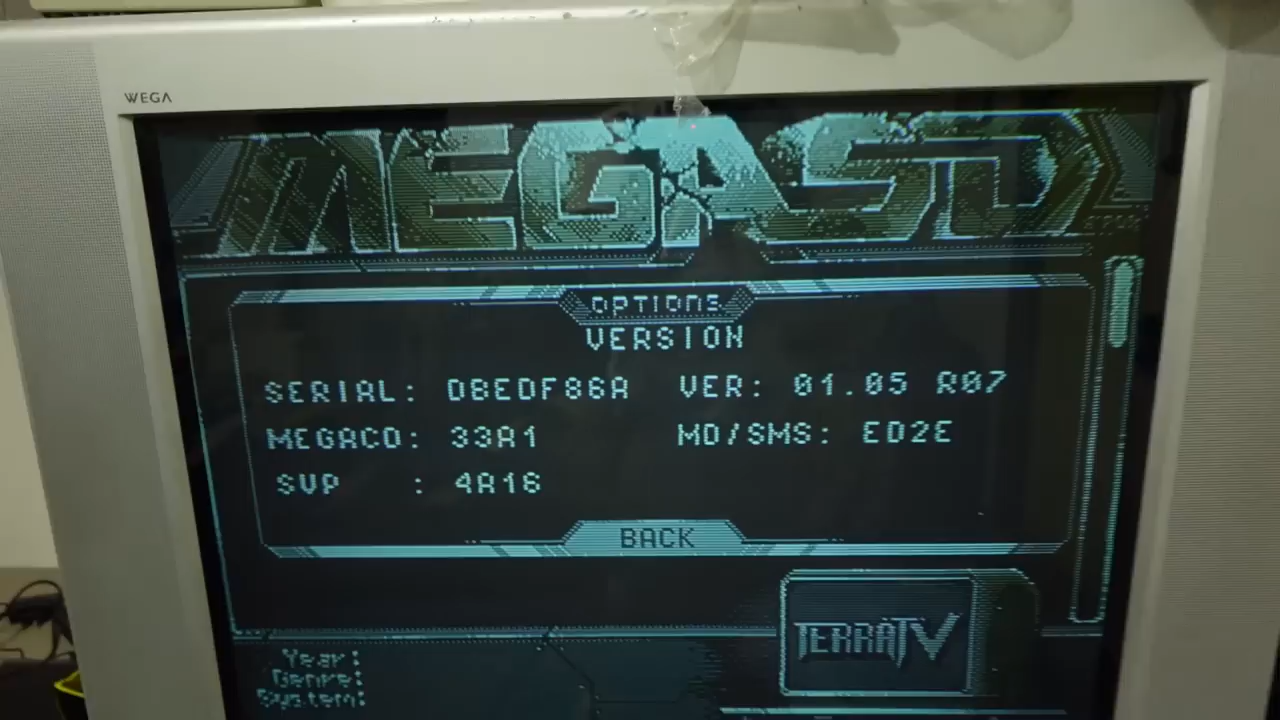 WEGA
MEGASD
OPTIONS
VERSION
SERIAL: DBEDF86A VER: 01.05 R07
MEGACD: 33A1 MD/SMS: ED2E
SVP : 4A16
BACK
TERRATV
Year:
Genre:
System: